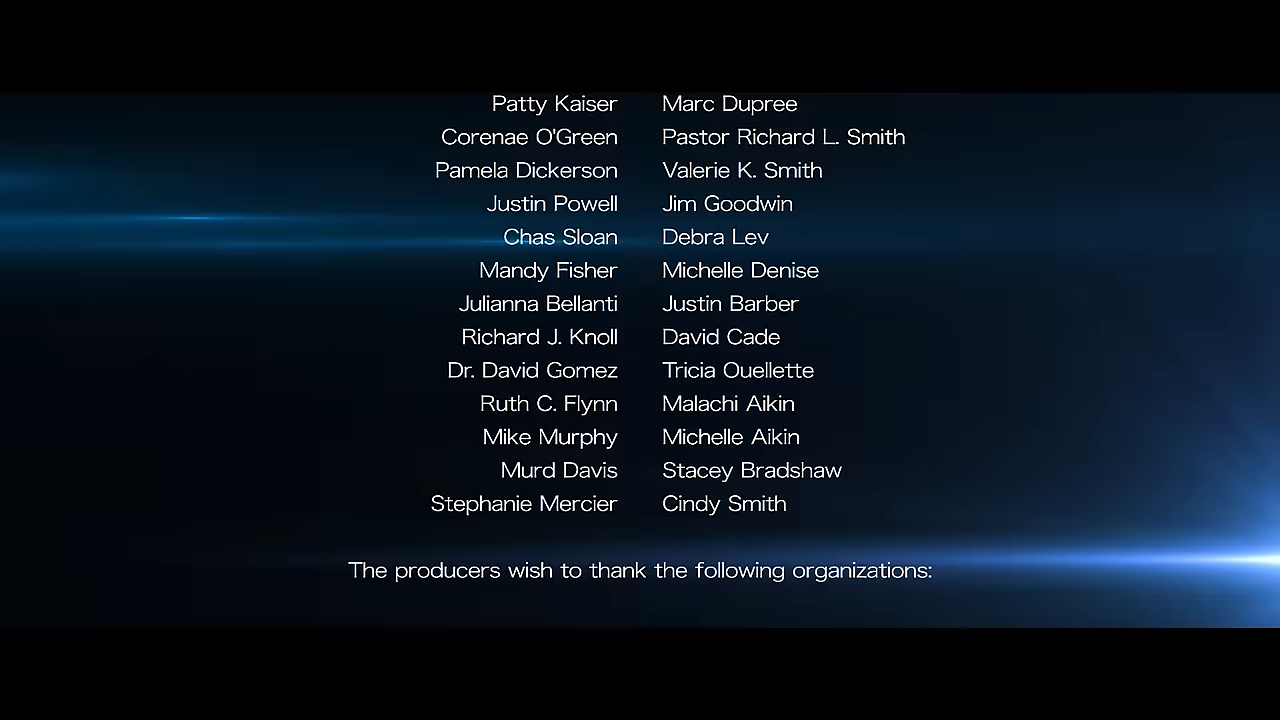 Patty Kaiser Marc Dupree
Corenae O'Green Pastor Richard L. Smith
Pamela Dickerson Valerie K. Smith
Justin Powell Jim Goodwin
Chas Sloan Debra Lev
Mandy Fisher Michelle Denise
Julianna Bellanti Justin Barber
Richard J. Knoll David Cade
Dr. David Gomez Tricia Ouellette
Ruth C. Flynn Malachi Aikin
Mike Murphy Michelle Aikin
Murd Davis Stacey Bradshaw
Stephanie Mercier Cindy Smith
The producers wish to thank the following organizations: